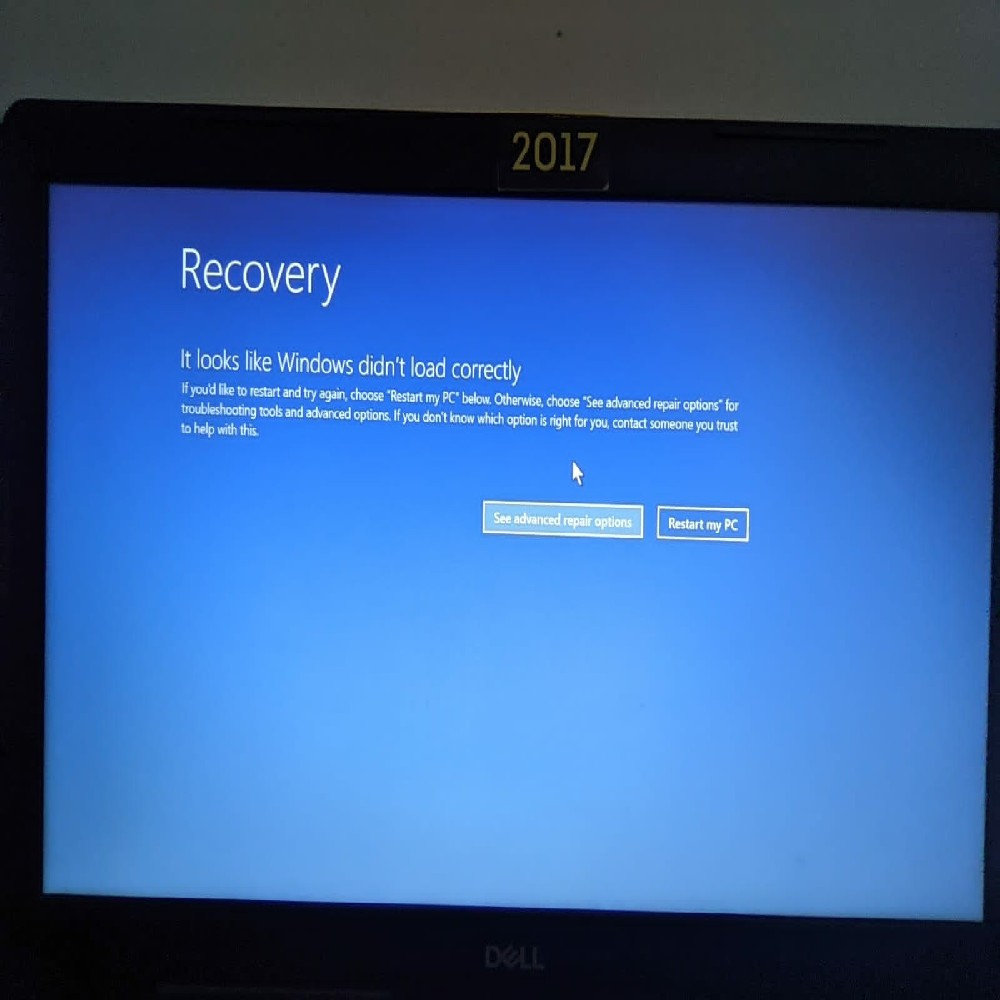 2017
Recovery
It looks like Windows didn't load correctly
If you'd like to restart and try again, choose "Restart my PC" below. Otherwise, choose "See advanced repair options" for
troubleshooting tools and advanced options. If you don't know which option is right for you, contact someone you trust
to help with this.
See advanced repair options
Restart my PC
DELL